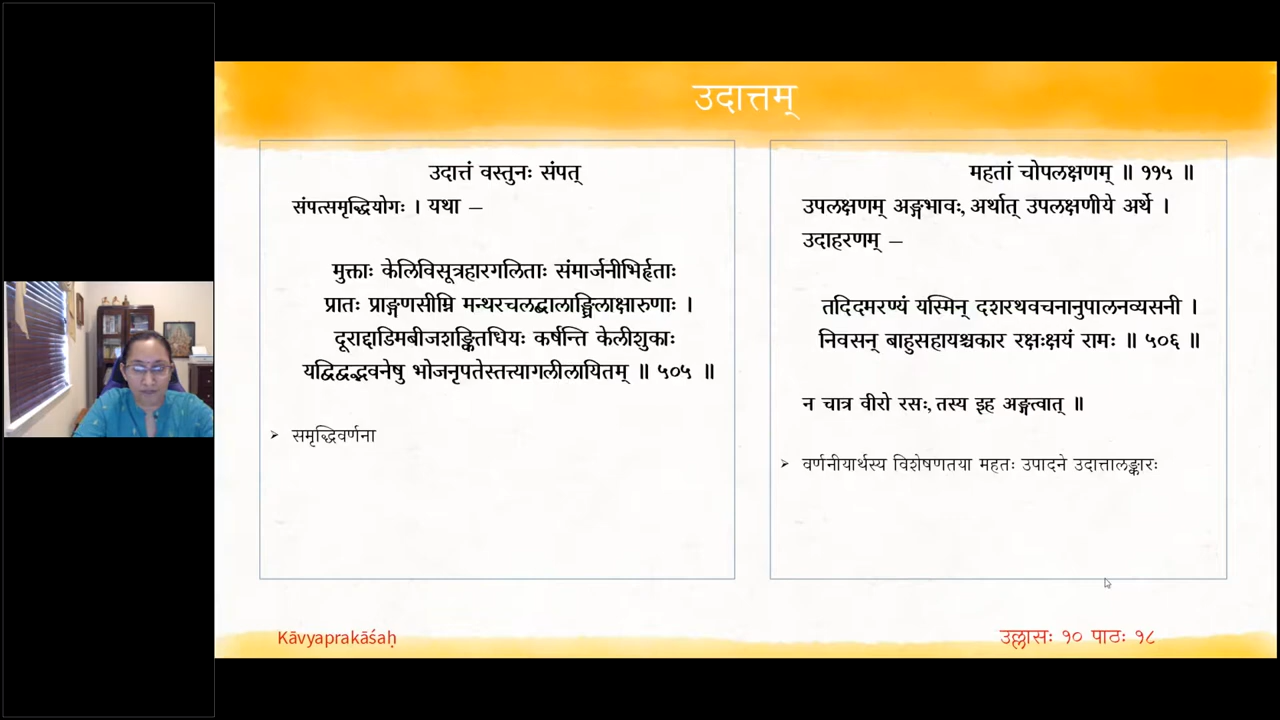 उदात्तम्
उदात्तं वस्तुनः संपत्
संपत्समृद्धियोगः । यथा –
मुक्ताः केलिविसूत्रहारगलिताः संमार्जनीभिर्हृताः
प्रातः प्राङ्गणसीम्नि मन्थरचलद्बालाङ्घ्रिलाक्षारुणाः ।
दूराद्दाडिमबीजशङ्कितधियः कर्षन्ति केलीशुकाः
यद्विद्वद्भवनेषु भोजनृपतेस्तत्त्यागलीलायितम् ॥ ५०५ ॥
➢ समृद्धिवर्णना
महतां चोपलक्षणम् ॥ ११५ ॥
उपलक्षणम् अङ्गभावः, अर्थात् उपलक्षणीये अर्थे ।
उदाहरणम् –
तदिदमरण्यं यस्मिन् दशरथवचनानुपालनव्यसनी ।
निवसन् बाहुसहायश्चकार रक्षःक्षयं रामः ॥ ५०६ ॥
न चात्र वीरो रसः, तस्य इह अङ्गत्वात् ॥
➢ वर्णनीयार्थस्य विशेषणतया महतः उपादने उदात्तालङ्कारः
Kāvyaprakāśaḥ
उल्लासः १० पाठः १८